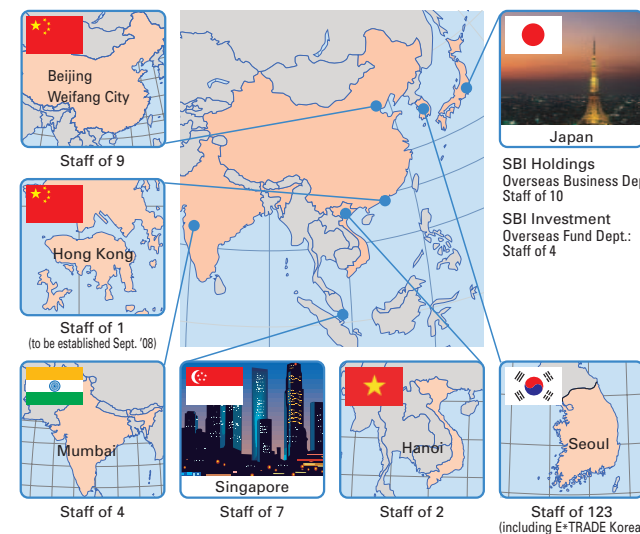 Beijing
Weifang City
Staff of 9
Hong Kong
Staff of 1
(to be established Sept. '08)
Mumbai
Staff of 4
Singapore
Staff of 7
Hanoi
Staff of 2
Seoul
Staff of 123
(including E*TRADE Korea
Japan
SBI Holdings
Overseas Business Dep
Staff of 10
SBI Investment
Overseas Fund Dept.:
Staff of 4